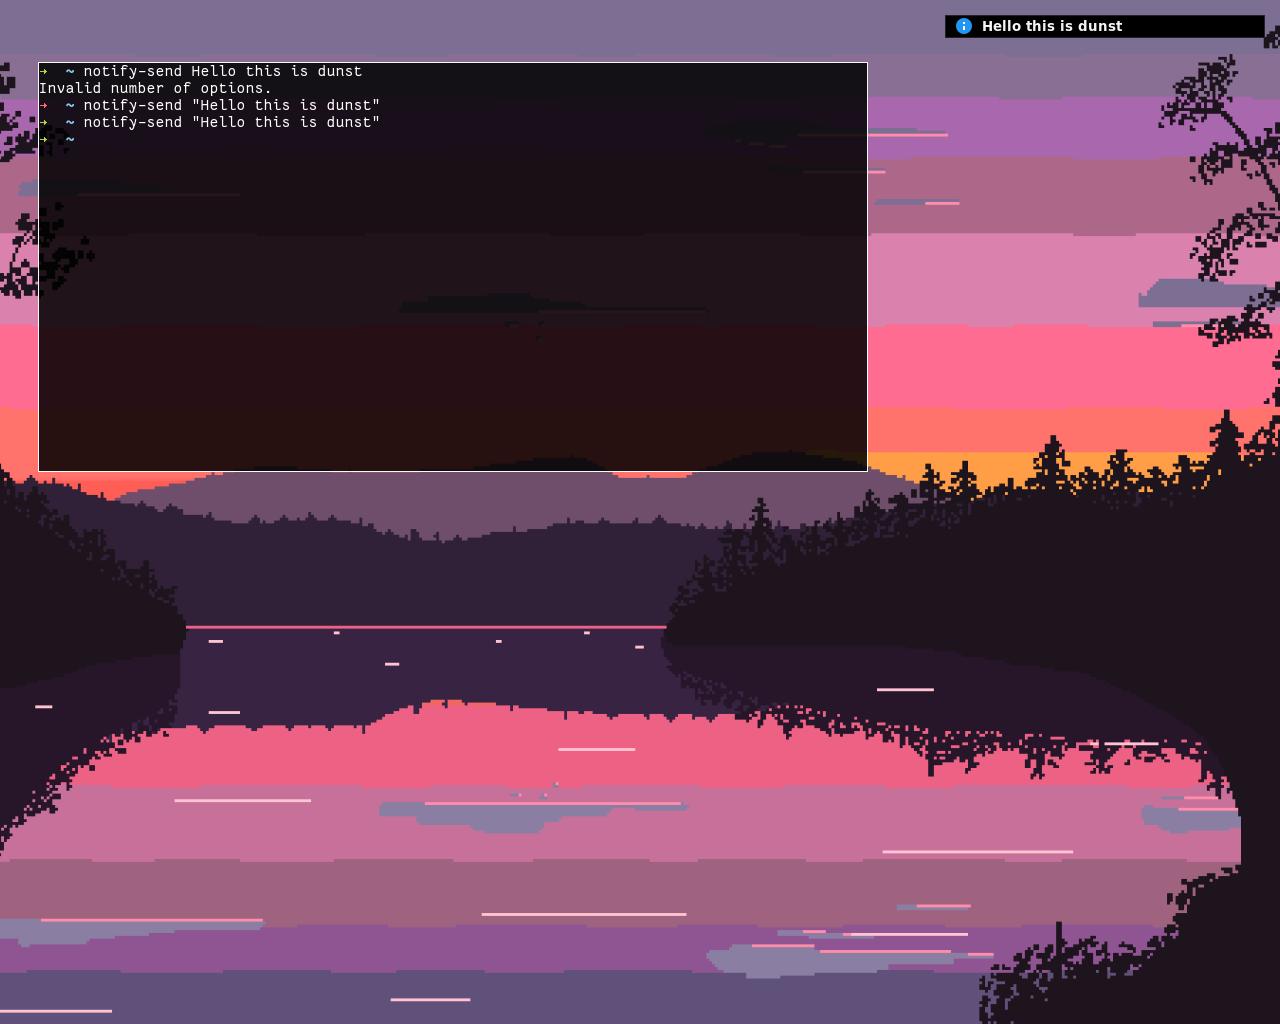 Hello this is dunst
➜  ~ notify-send Hello this is dunst
Invalid number of options.
➜  ~ notify-send "Hello this is dunst"
➜  ~ notify-send "Hello this is dunst"
➜  ~